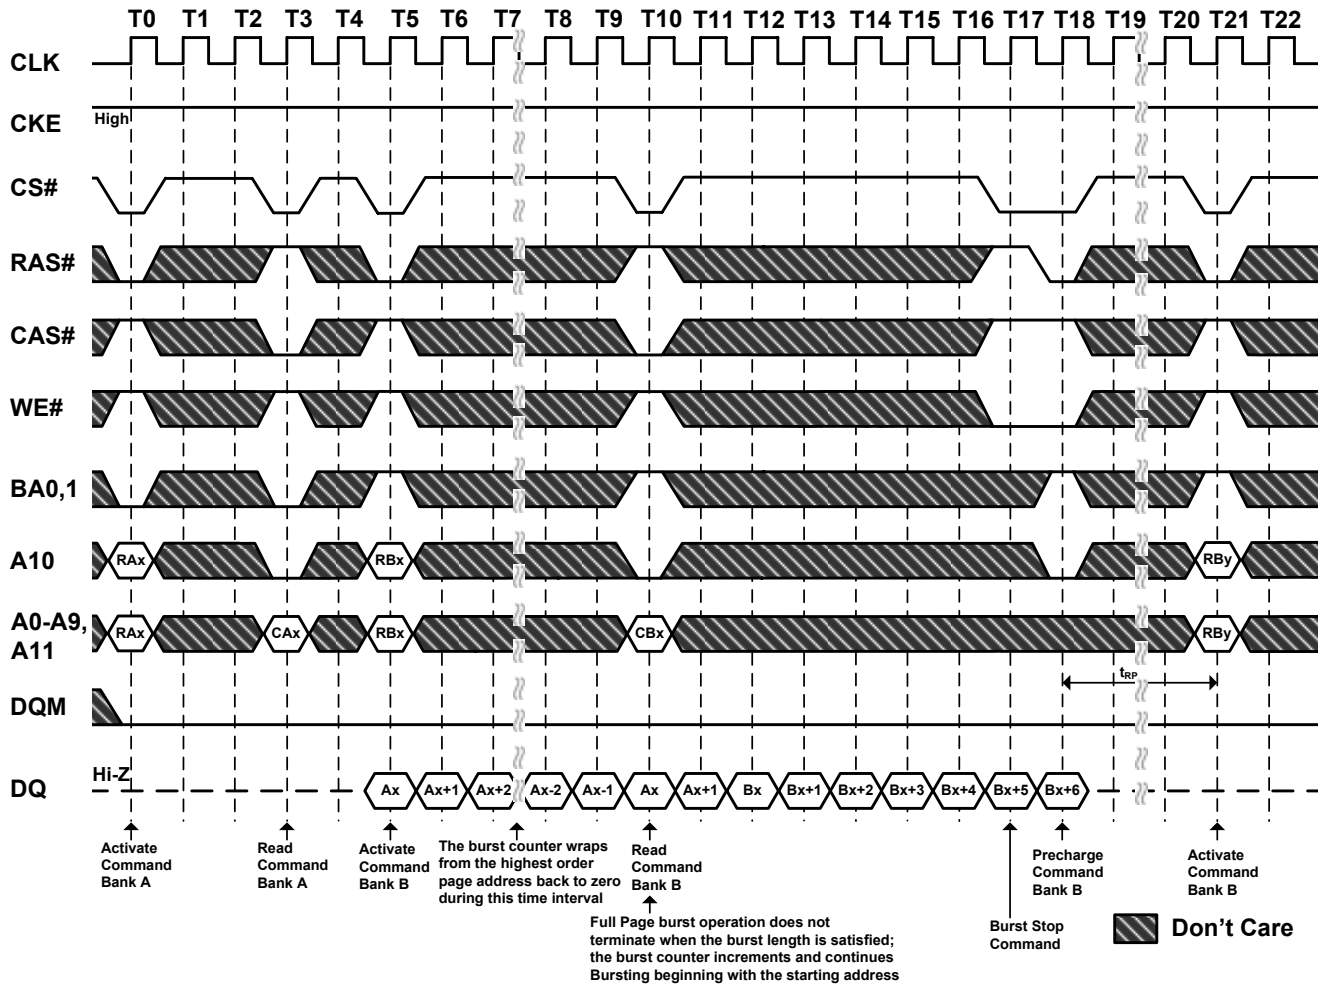 T0 T1 T2 T3 T4 T5 T6 T7 T8 T9 T10 T11 T12 T13 T14 T15 T16 T17 T18 T19 T20 T21 T22
CLK
CKE High
CS#
RAS#
CAS#
WE#
BA0,1
A10 RAx RBx RBy
A0-A9,
A11 RAx CAx RBx CBx RBy
tRP
DQM
DQ Hi-Z Ax Ax+1 Ax+2 Ax-2 Ax-1 Ax Ax+1 Bx Bx+1 Bx+2 Bx+3 Bx+4 Bx+5 Bx+6
Activate
Command
Bank A
Read
Command
Bank A
Activate
Command
Bank B
The burst counter wraps
from the highest order
page address back to zero
during this time interval
Read
Command
Bank B
Full Page burst operation does not
terminate when the burst length is satisfied;
the burst counter increments and continues
Bursting beginning with the starting address
Burst Stop
Command
Precharge
Command
Bank B
Activate
Command
Bank B
Don't Care